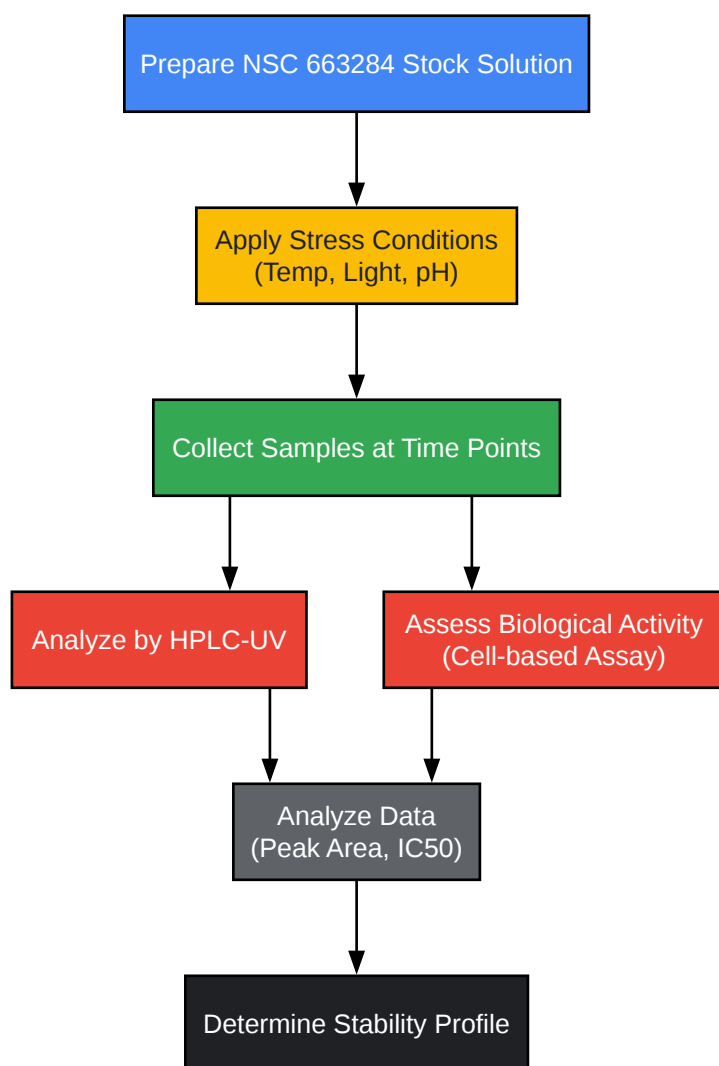 Prepare NSC 663284 Stock Solution
Apply Stress Conditions
(Temp, Light, pH)
Collect Samples at Time Points
Analyze by HPLC-UV
Assess Biological Activity
(Cell-based Assay)
Analyze Data
(Peak Area, IC50)
Determine Stability Profile